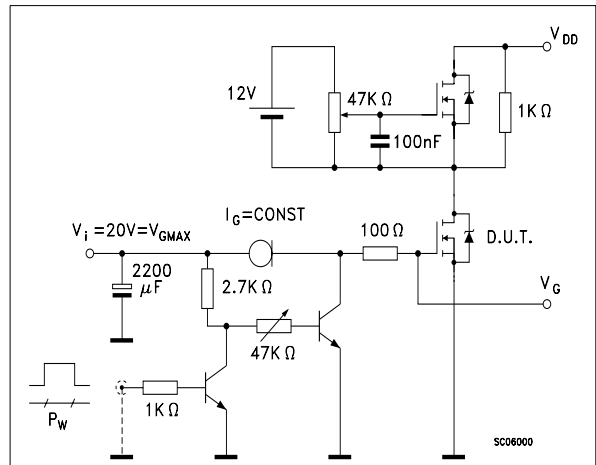 V_DD
12V
47K Ω
1K Ω
100nF
I_G=CONST
V_i =20V=V_GMAX
100 Ω
D.U.T.
2200
μF
2.7K Ω
V_G
47K Ω
1K Ω
P_W
SC06000